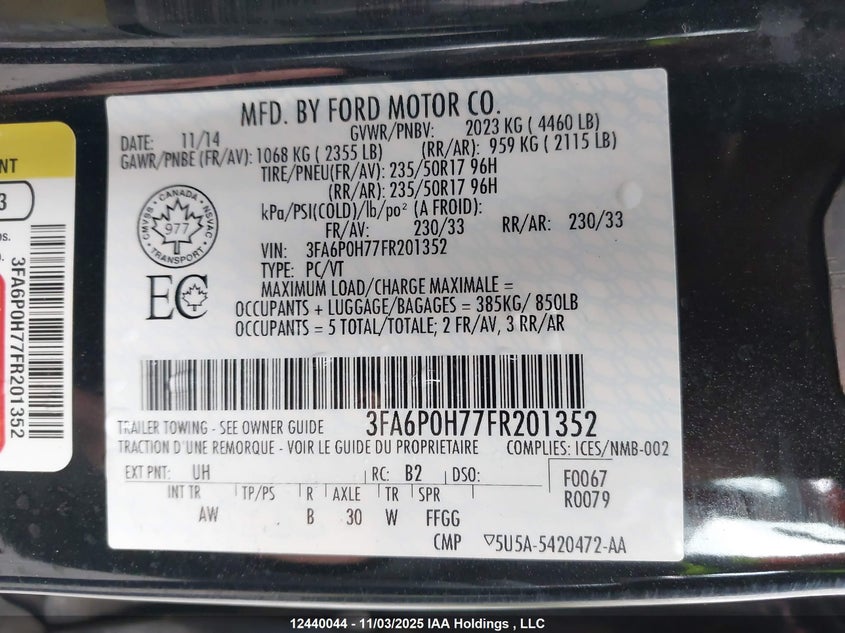 MFD. BY FORD MOTOR CO.
DATE: 11/14 GVWR/PNBV: 2023 KG ( 4460 LB)
GAWR/PNBE (FR/AV): 1068 KG ( 2355 LB) (RR/AR): 959 KG ( 2115 LB)
TIRE/PNEU(FR/AV): 235/50R17 96H
(RR/AR): 235/50R17 96H
kPa/PSI(COLD)/lb/po² (A FROID):
FR/AV: 230/33 RR/AR: 230/33
VIN: 3FA6P0H77FR201352
TYPE: PC/VT
MAXIMUM LOAD/CHARGE MAXIMALE =
OCCUPANTS + LUGGAGE/BAGAGES = 385KG/ 850LB
OCCUPANTS = 5 TOTAL/TOTALE; 2 FR/AV, 3 RR/AR
CANADA
CMVSS
NSVAC
977
TRANSPORT
EC
3FA6P0H77FR201352
TRAILER TOWING - SEE OWNER GUIDE
TRACTION D'UNE REMORQUE - VOIR LE GUIDE DU PROPRIETAIRE COMPLIES: ICES/NMB-002
EXT PNT: UH RC: B2 DSO: F0067
R0079
INT TR TP/PS R AXLE TR SPR
AW B 30 W FFGG
CMP ▽5U5A-5420472-AA
NT
3
3FA6P0H77FR201352
12440044 - 11/03/2025 IAA Holdings , LLC